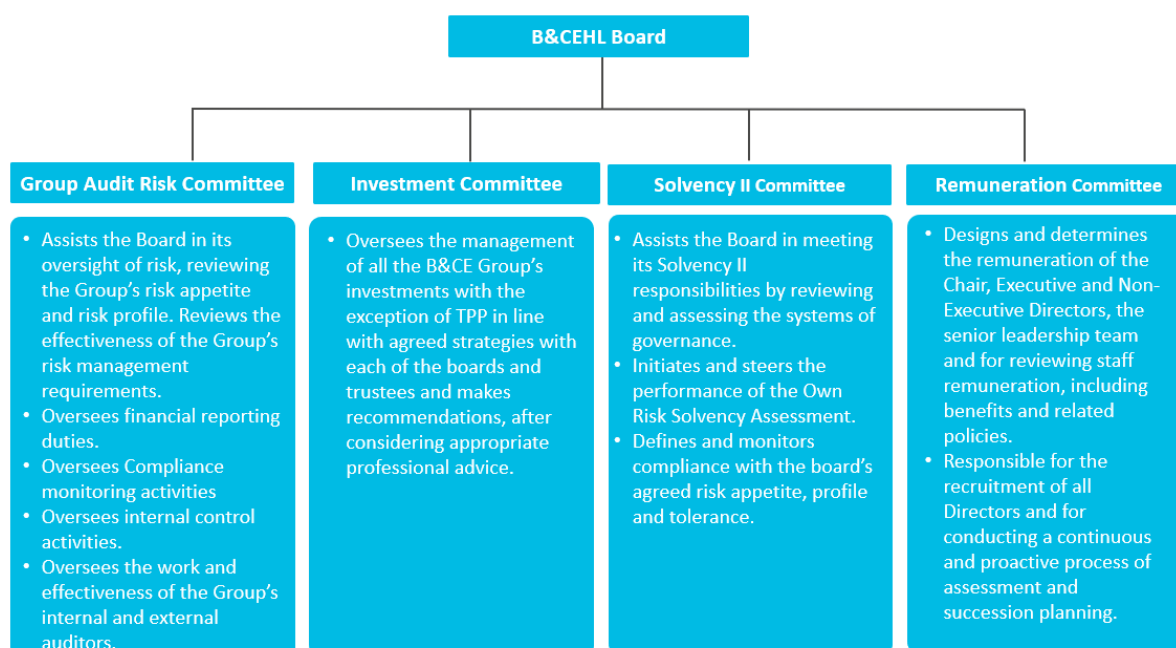 B&CEHL Board
Group Audit Risk Committee
• Assists the Board in its
oversight of risk, reviewing
the Group's risk appetite
and risk profile. Reviews the
effectiveness of the Group's
risk management
requirements.
• Oversees financial reporting
duties.
• Oversees Compliance
monitoring activities
• Oversees internal control
activities.
• Oversees the work and
effectiveness of the Group's
internal and external
auditors.
Investment Committee
• Oversees the management
of all the B&CE Group's
investments with the
exception of TPP in line
with agreed strategies with
each of the boards and
trustees and makes
recommendations, after
considering appropriate
professional advice.
Solvency II Committee
• Assists the Board in meeting
its Solvency II
responsibilities by reviewing
and assessing the systems of
governance.
• Initiates and steers the
performance of the Own
Risk Solvency Assessment.
• Defines and monitors
compliance with the board's
agreed risk appetite, profile
and tolerance.
Remuneration Committee
• Designs and determines
the remuneration of the
Chair, Executive and Non-
Executive Directors, the
senior leadership team
and for reviewing staff
remuneration, including
benefits and related
policies.
• Responsible for the
recruitment of all
Directors and for
conducting a continuous
and proactive process of
assessment and
succession planning.